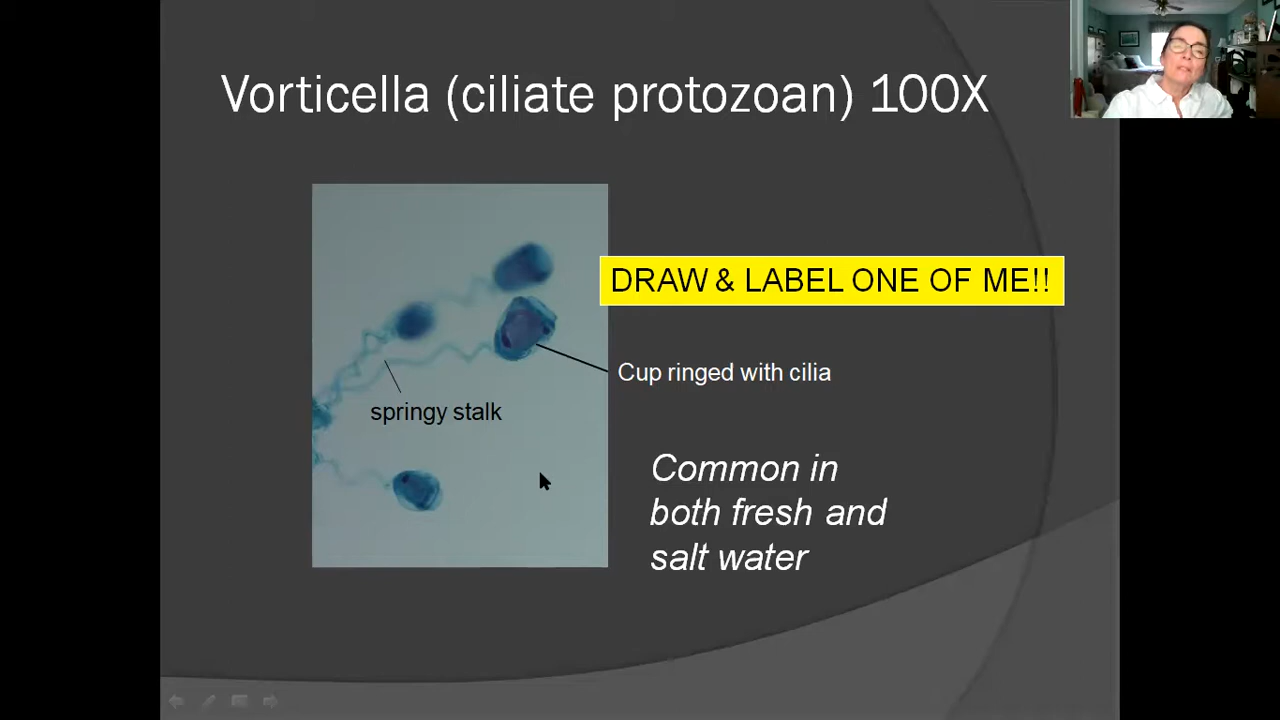 Vorticella (ciliate protozoan) 100X
DRAW & LABEL ONE OF ME!!
Cup ringed with cilia
springy stalk
Common in
both fresh and
salt water